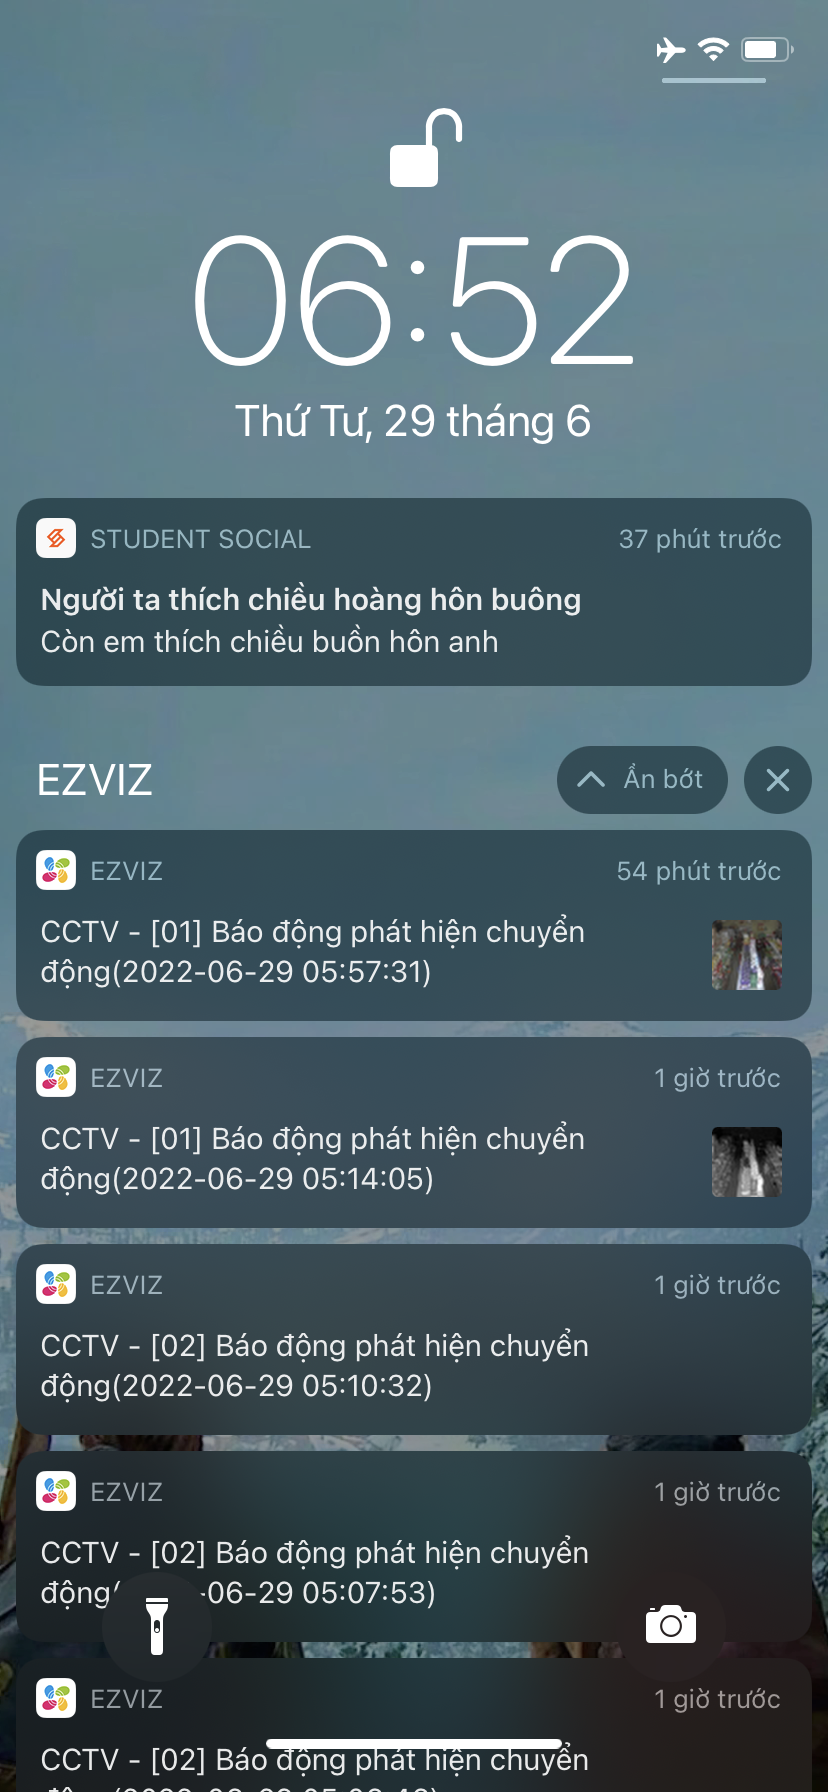 06:52
Thứ Tư, 29 tháng 6
STUDENT SOCIAL
37 phút trước
Người ta thích chiều hoàng hôn buông
Còn em thích chiều buồn hôn anh
EZVIZ
Ẩn bớt
EZVIZ
54 phút trước
CCTV - [01] Báo động phát hiện chuyển
động(2022-06-29 05:57:31)
EZVIZ
1 giờ trước
CCTV - [01] Báo động phát hiện chuyển
động(2022-06-29 05:14:05)
EZVIZ
1 giờ trước
CCTV - [02] Báo động phát hiện chuyển
động(2022-06-29 05:10:32)
EZVIZ
1 giờ trước
CCTV - [02] Báo động phát hiện chuyển
động( -06-29 05:07:53)
EZVIZ
1 giờ trước
CCTV - [02] Báo động phát hiện chuyển